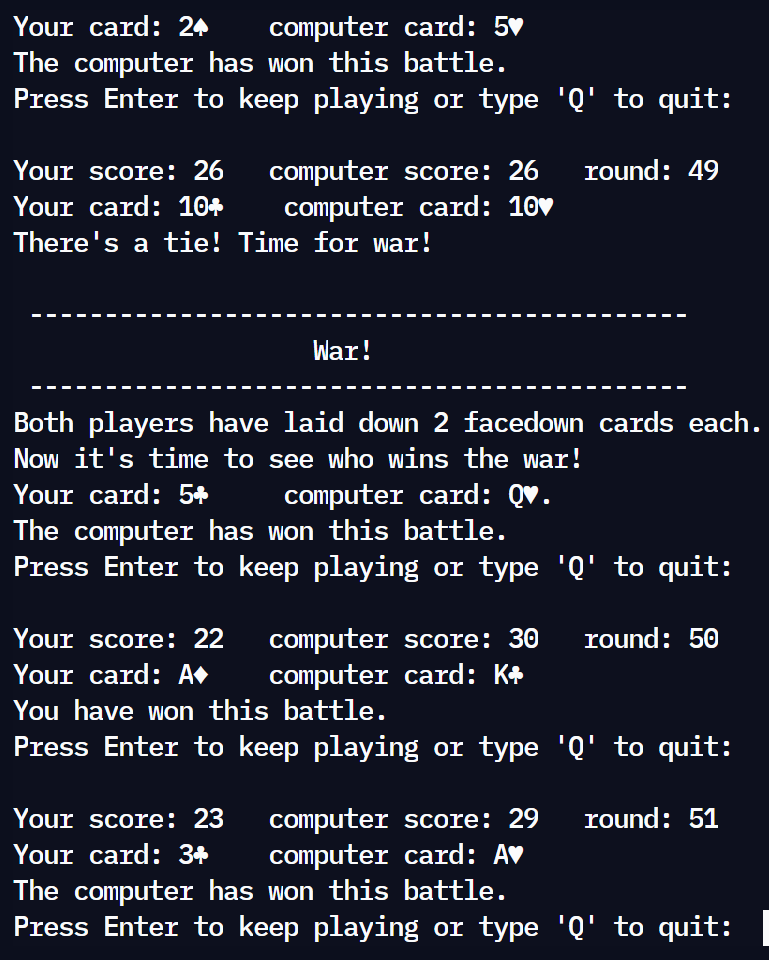 Your card: 2♠    computer card: 5♥
The computer has won this battle.
Press Enter to keep playing or type 'Q' to quit:
Your score: 26   computer score: 26   round: 49
Your card: 10♣    computer card: 10♥
There's a tie! Time for war!
--------------------------------------------
War!
--------------------------------------------
Both players have laid down 2 facedown cards each.
Now it's time to see who wins the war!
Your card: 5♣     computer card: Q♥.
The computer has won this battle.
Press Enter to keep playing or type 'Q' to quit:
Your score: 22   computer score: 30   round: 50
Your card: A♦    computer card: K♣
You have won this battle.
Press Enter to keep playing or type 'Q' to quit:
Your score: 23   computer score: 29   round: 51
Your card: 3♣    computer card: A♥
The computer has won this battle.
Press Enter to keep playing or type 'Q' to quit: